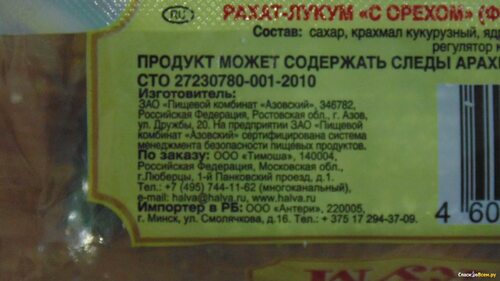 RU
РАХАТ-ЛУКУМ «С ОРЕХОМ» (Ф
Состав: сахар, крахмал кукурузный, яд
регулятор к
ПРОДУКТ МОЖЕТ СОДЕРЖАТЬ СЛЕДЫ АРАХ
СТО 27230780-001-2010
Изготовитель:
ЗАО «Пищевой комбинат «Азовский», 346782,
Российская Федерация, Ростовская обл., г. Азов,
ул. Дружбы, 20. На предприятии ЗАО «Пищевой
комбинат «Азовский» сертифицирована система
менеджмента безопасности пищевых продуктов.
По заказу: ООО «Тимоша», 140004,
Российская Федерация, Московская обл.,
г.Люберцы, 1-й Панковский проезд, д.1.
Тел.: +7 (495) 744-11-62 (многоканальный),
e-mail: halva@halva.ru, www.halva.ru
Импортер в РБ: ООО «Антери», 220005,
г. Минск, ул. Смолячкова, д.16. Тел.: + 375 17 294-37-09.
4 60